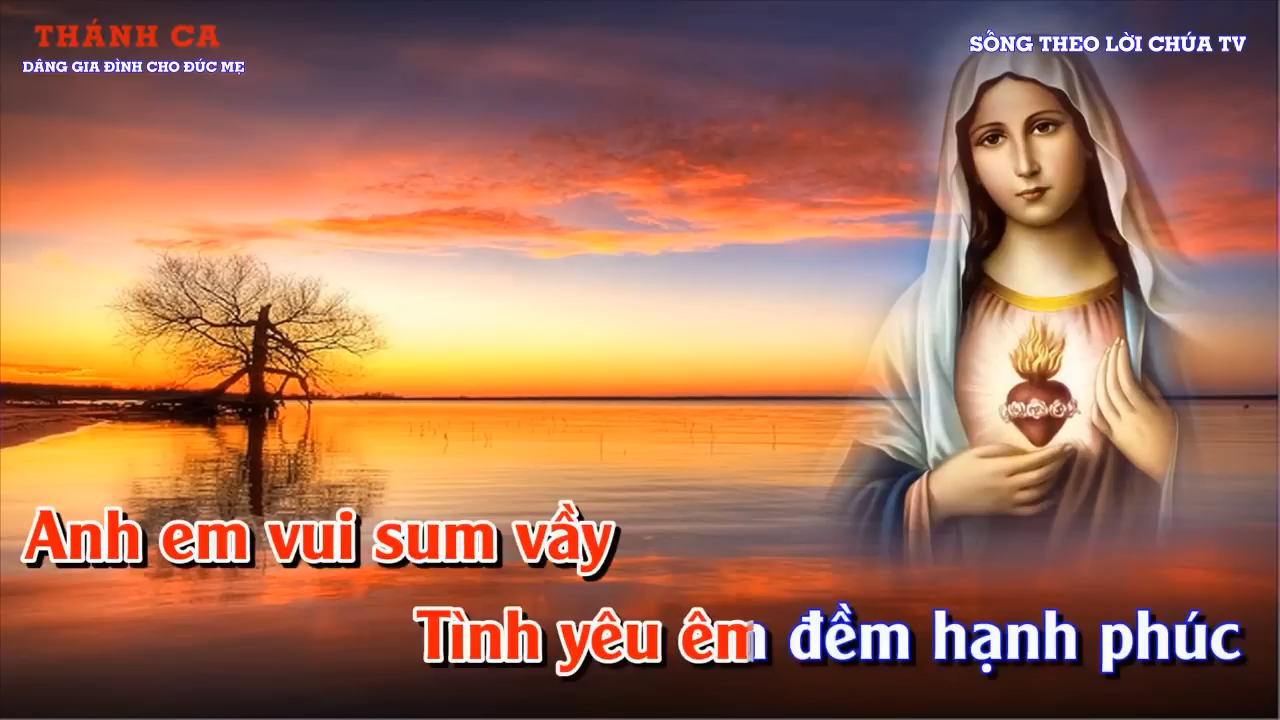 THÁNH CA
DÂNG GIA ĐÌNH CHO ĐỨC MẸ
SỐNG THEO LỜI CHÚA TV
Anh em vui sum vầy
Tình yêu êm đềm hạnh phúc